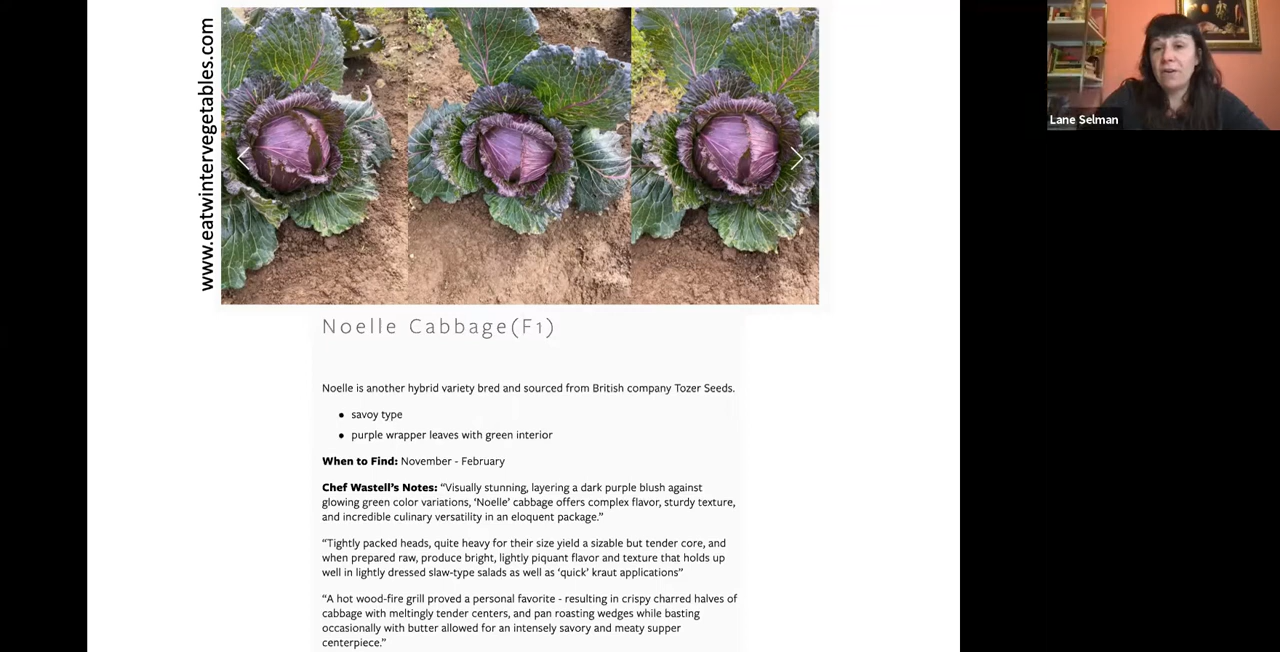 www.eatwintervegetables.com
Lane Selman
Noelle Cabbage(F1)
Noelle is another hybrid variety bred and sourced from British company Tozer Seeds.
• savoy type
• purple wrapper leaves with green interior
When to Find: November - February
Chef Wastell's Notes: “Visually stunning, layering a dark purple blush against
glowing green color variations, ‘Noelle’ cabbage offers complex flavor, sturdy texture,
and incredible culinary versatility in an eloquent package.”
“Tightly packed heads, quite heavy for their size yield a sizable but tender core, and
when prepared raw, produce bright, lightly piquant flavor and texture that holds up
well in lightly dressed slaw-type salads as well as ‘quick’ kraut applications”
“A hot wood-fire grill proved a personal favorite - resulting in crispy charred halves of
cabbage with meltingly tender centers, and pan roasting wedges while basting
occasionally with butter allowed for an intensely savory and meaty supper
centerpiece.”